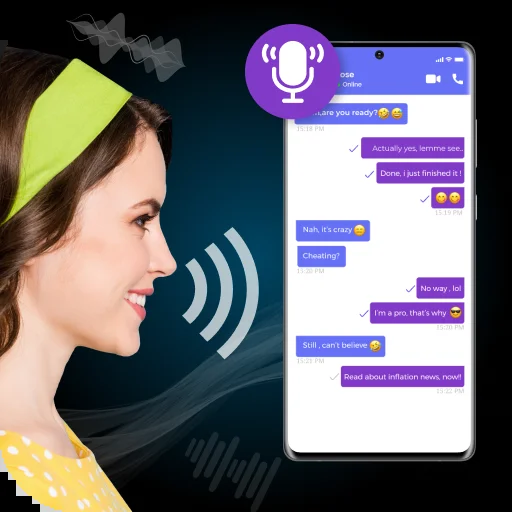 ose
Online
are you ready?🤣😅
15:18 PM
Actually yes, lemme see..
Done, i just finished it !
😋😋
15:19 PM
Nah, it's crazy 😊
Cheating?
15:20 PM
No way , lol
I'm a pro, that's why 😎
15:20 PM
Still , can't believe 🤣
15:21 PM
Read about inflation news, now!!
15:22 PM